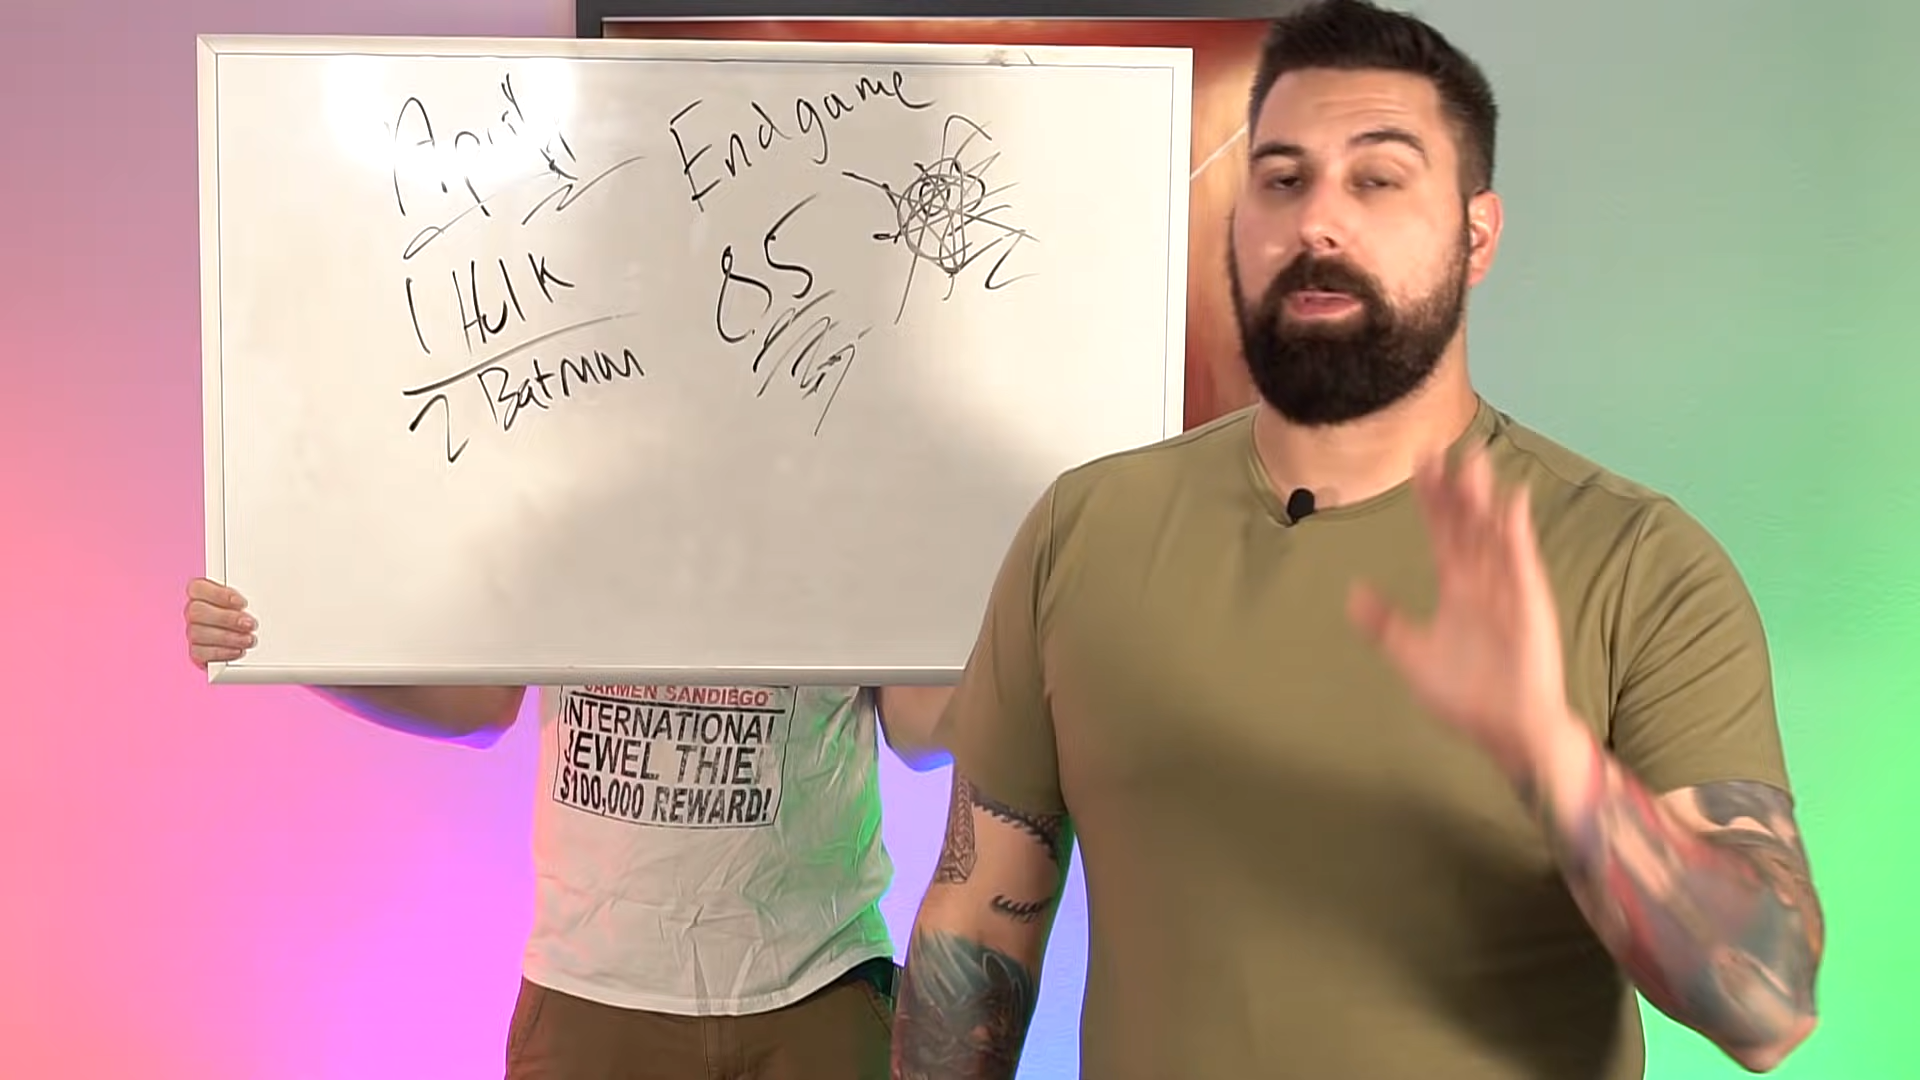 April
1 Hulk
2 Batman
Endgame
85
CARMEN SANDIEGO
INTERNATIONAL
JEWEL THIEF
$100,000 REWARD!